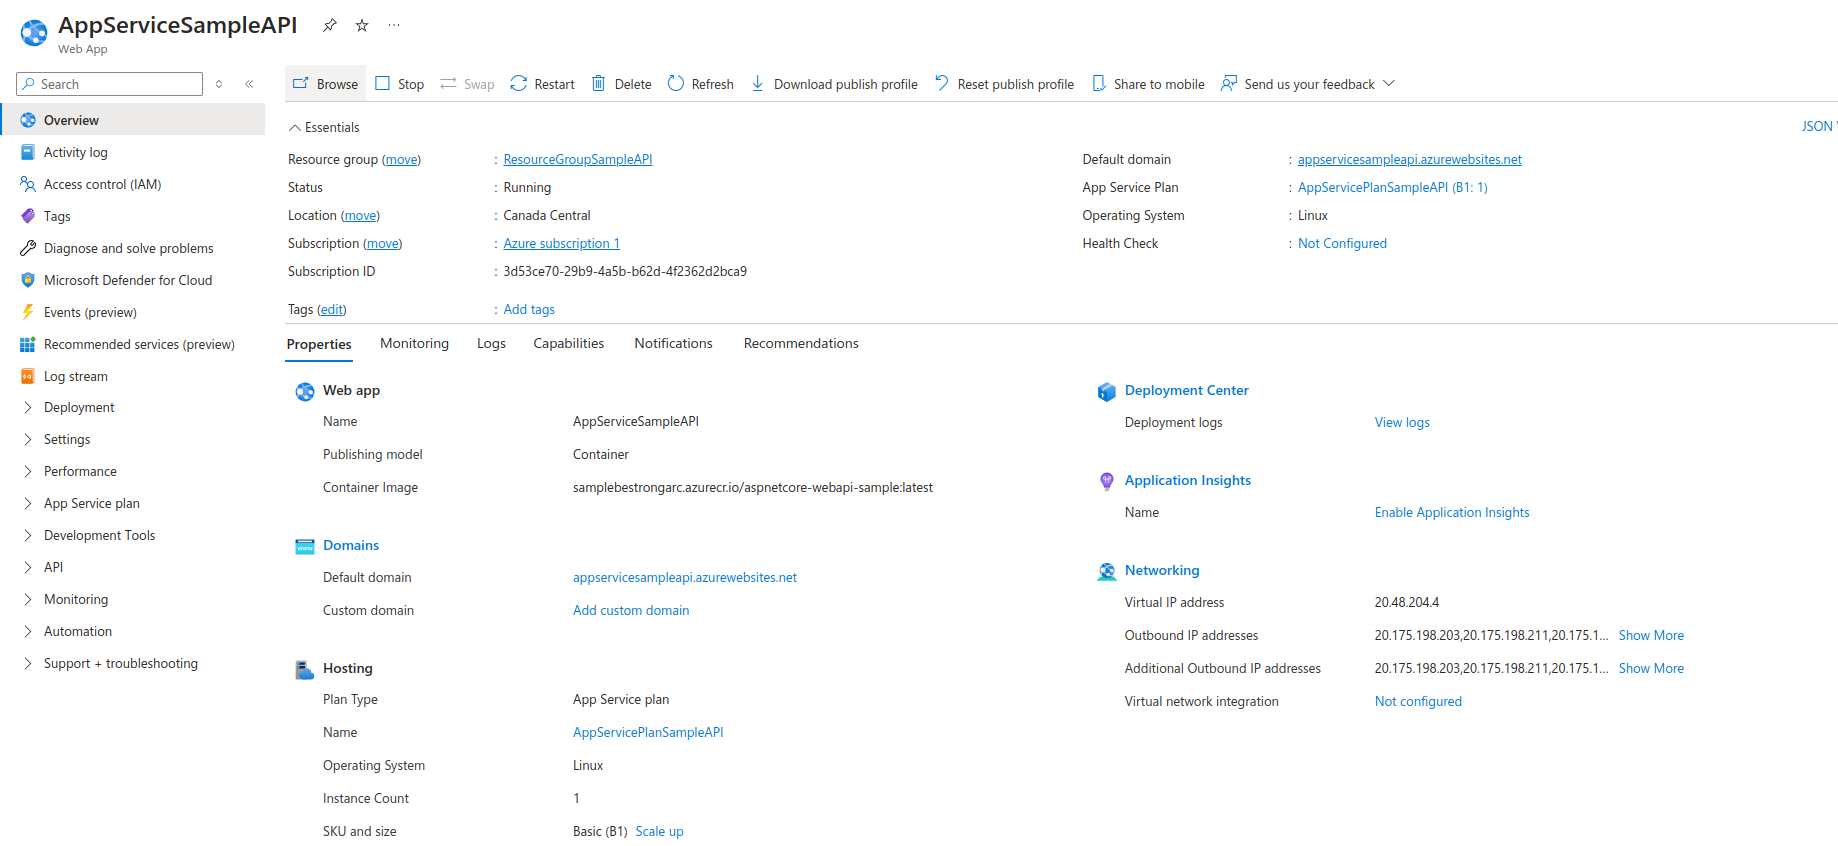 AppServiceSampleAPI
Web App
Search
Overview
Activity log
Access control (IAM)
Tags
Diagnose and solve problems
Microsoft Defender for Cloud
Events (preview)
Recommended services (preview)
Log stream
Deployment
Settings
Performance
App Service plan
Development Tools
API
Monitoring
Automation
Support + troubleshooting
Browse Stop Swap Restart Delete Refresh Download publish profile Reset publish profile Share to mobile Send us your feedback
Essentials
JSON
Resource group (move) : ResourceGroupSampleAPI
Status : Running
Location (move) : Canada Central
Subscription (move) : Azure subscription 1
Subscription ID : 3d53ce70-29b9-4a5b-b62d-4f2362d2bca9
Tags (edit) : Add tags
Default domain : appservicesampleapi.azurewebsites.net
App Service Plan : AppServicePlanSampleAPI (B1: 1)
Operating System : Linux
Health Check : Not Configured
Properties Monitoring Logs Capabilities Notifications Recommendations
Web app
Name AppServiceSampleAPI
Publishing model Container
Container Image samplebestrongarc.azurecr.io/aspnetcore-webapi-sample:latest
Domains
Default domain appservicesampleapi.azurewebsites.net
Custom domain Add custom domain
Hosting
Plan Type App Service plan
Name AppServicePlanSampleAPI
Operating System Linux
Instance Count 1
SKU and size Basic (B1) Scale up
Deployment Center
Deployment logs View logs
Application Insights
Name Enable Application Insights
Networking
Virtual IP address 20.48.204.4
Outbound IP addresses 20.175.198.203,20.175.198.211,20.175.1... Show More
Additional Outbound IP addresses 20.175.198.203,20.175.198.211,20.175.1... Show More
Virtual network integration Not configured